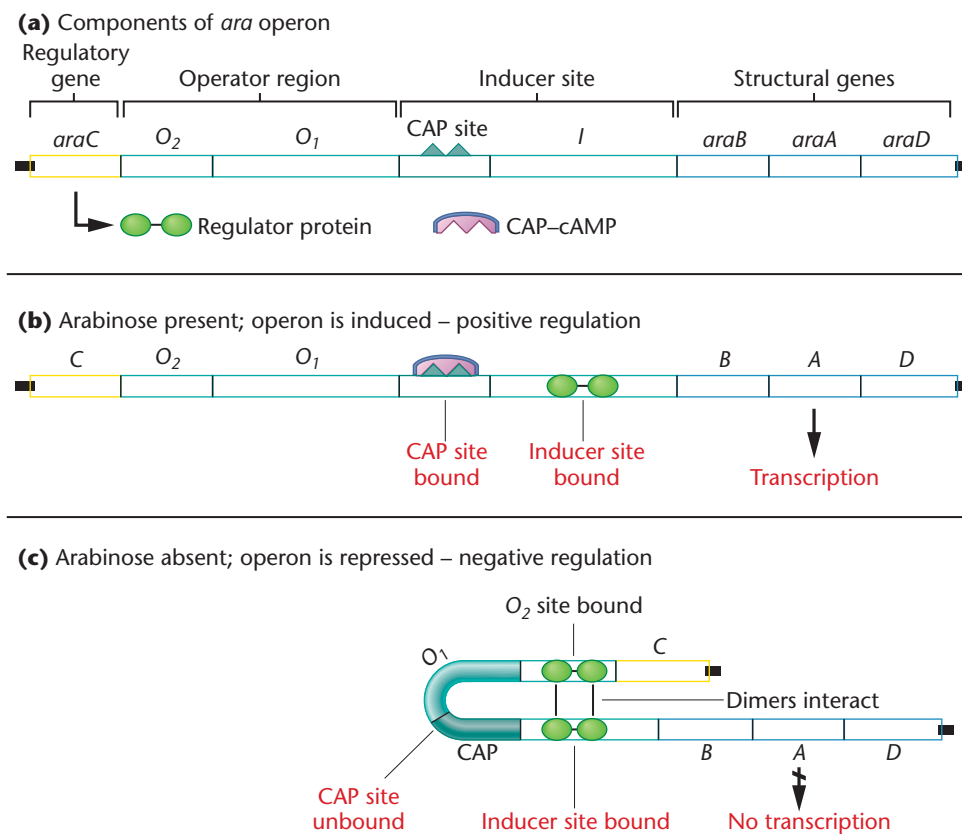 (a) Components of ara operon
Regulatory gene
Operator region
Inducer site
Structural genes
araC
O2
O1
CAP site
I
araB
araA
araD
Regulator protein
CAP–cAMP
(b) Arabinose present; operon is induced – positive regulation
C
O2
O1
B
A
D
CAP site
bound
Inducer site
bound
Transcription
(c) Arabinose absent; operon is repressed – negative regulation
O2 site bound
O1
C
Dimers interact
CAP
B
A
D
CAP site
unbound
Inducer site bound
No transcription